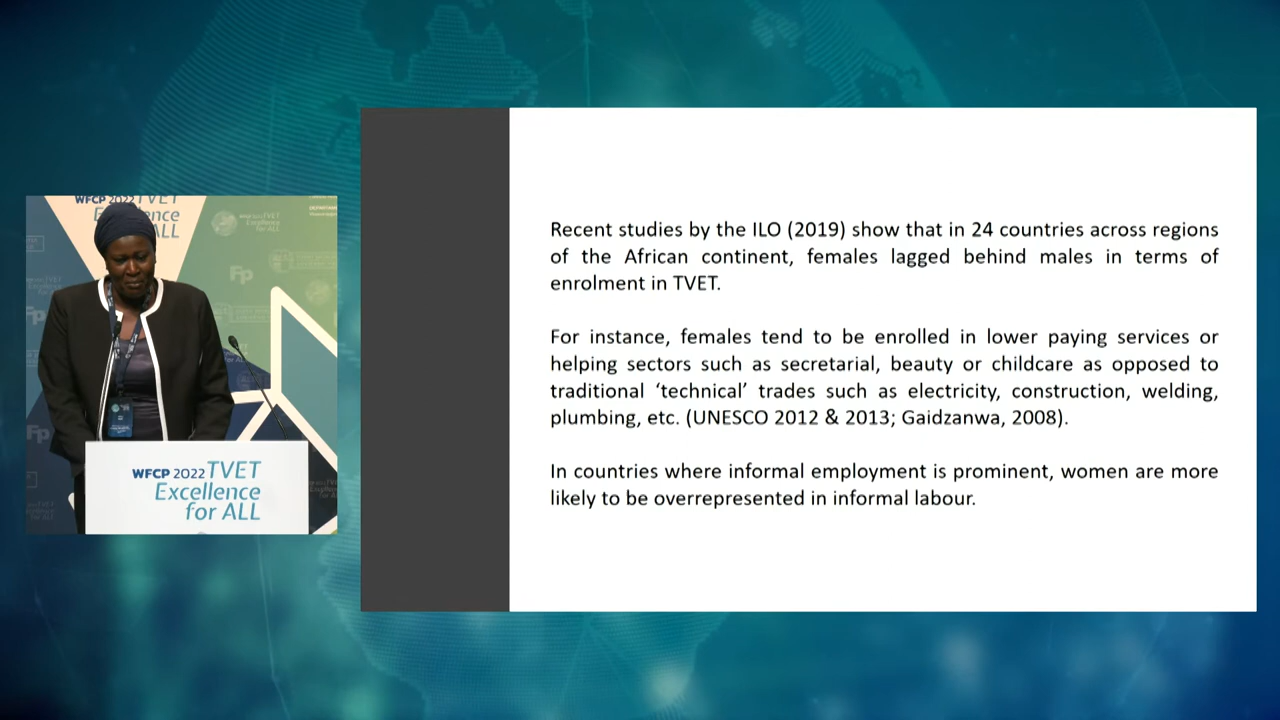 WFCP 2022 TVET
Excellence
for ALL
Fp
Fp
Fp
WFCP 2022 TVET
Excellence
for ALL
Recent studies by the ILO (2019) show that in 24 countries across regions
of the African continent, females lagged behind males in terms of
enrolment in TVET.
For instance, females tend to be enrolled in lower paying services or
helping sectors such as secretarial, beauty or childcare as opposed to
traditional ‘technical’ trades such as electricity, construction, welding,
plumbing, etc. (UNESCO 2012 & 2013; Gaidzanwa, 2008).
In countries where informal employment is prominent, women are more
likely to be overrepresented in informal labour.